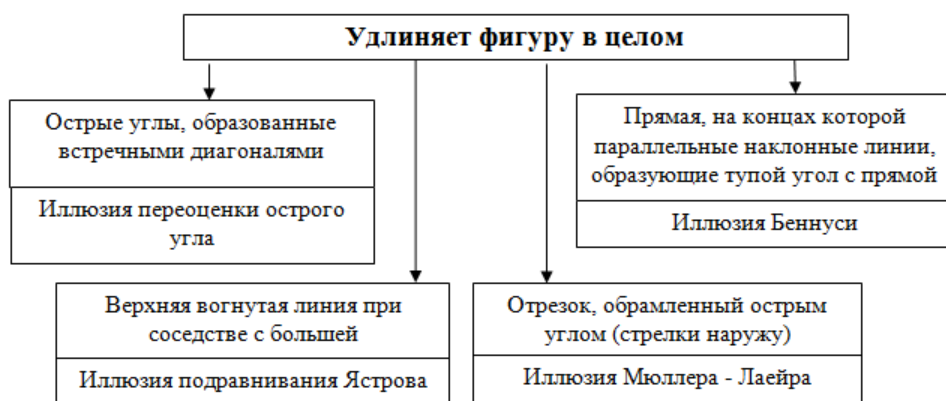 Удлиняет фигуру в целом
Острые углы, образованные
встречными диагоналями
Иллюзия переоценки острого
угла
Прямая, на концах которой
параллельные наклонные линии,
образующие тупой угол с прямой
Иллюзия Беннуси
Верхняя вогнутая линия при
соседстве с большей
Иллюзия подравнивания Ястрова
Отрезок, обрамленный острым
углом (стрелки наружу)
Иллюзия Мюллера - Лаейра